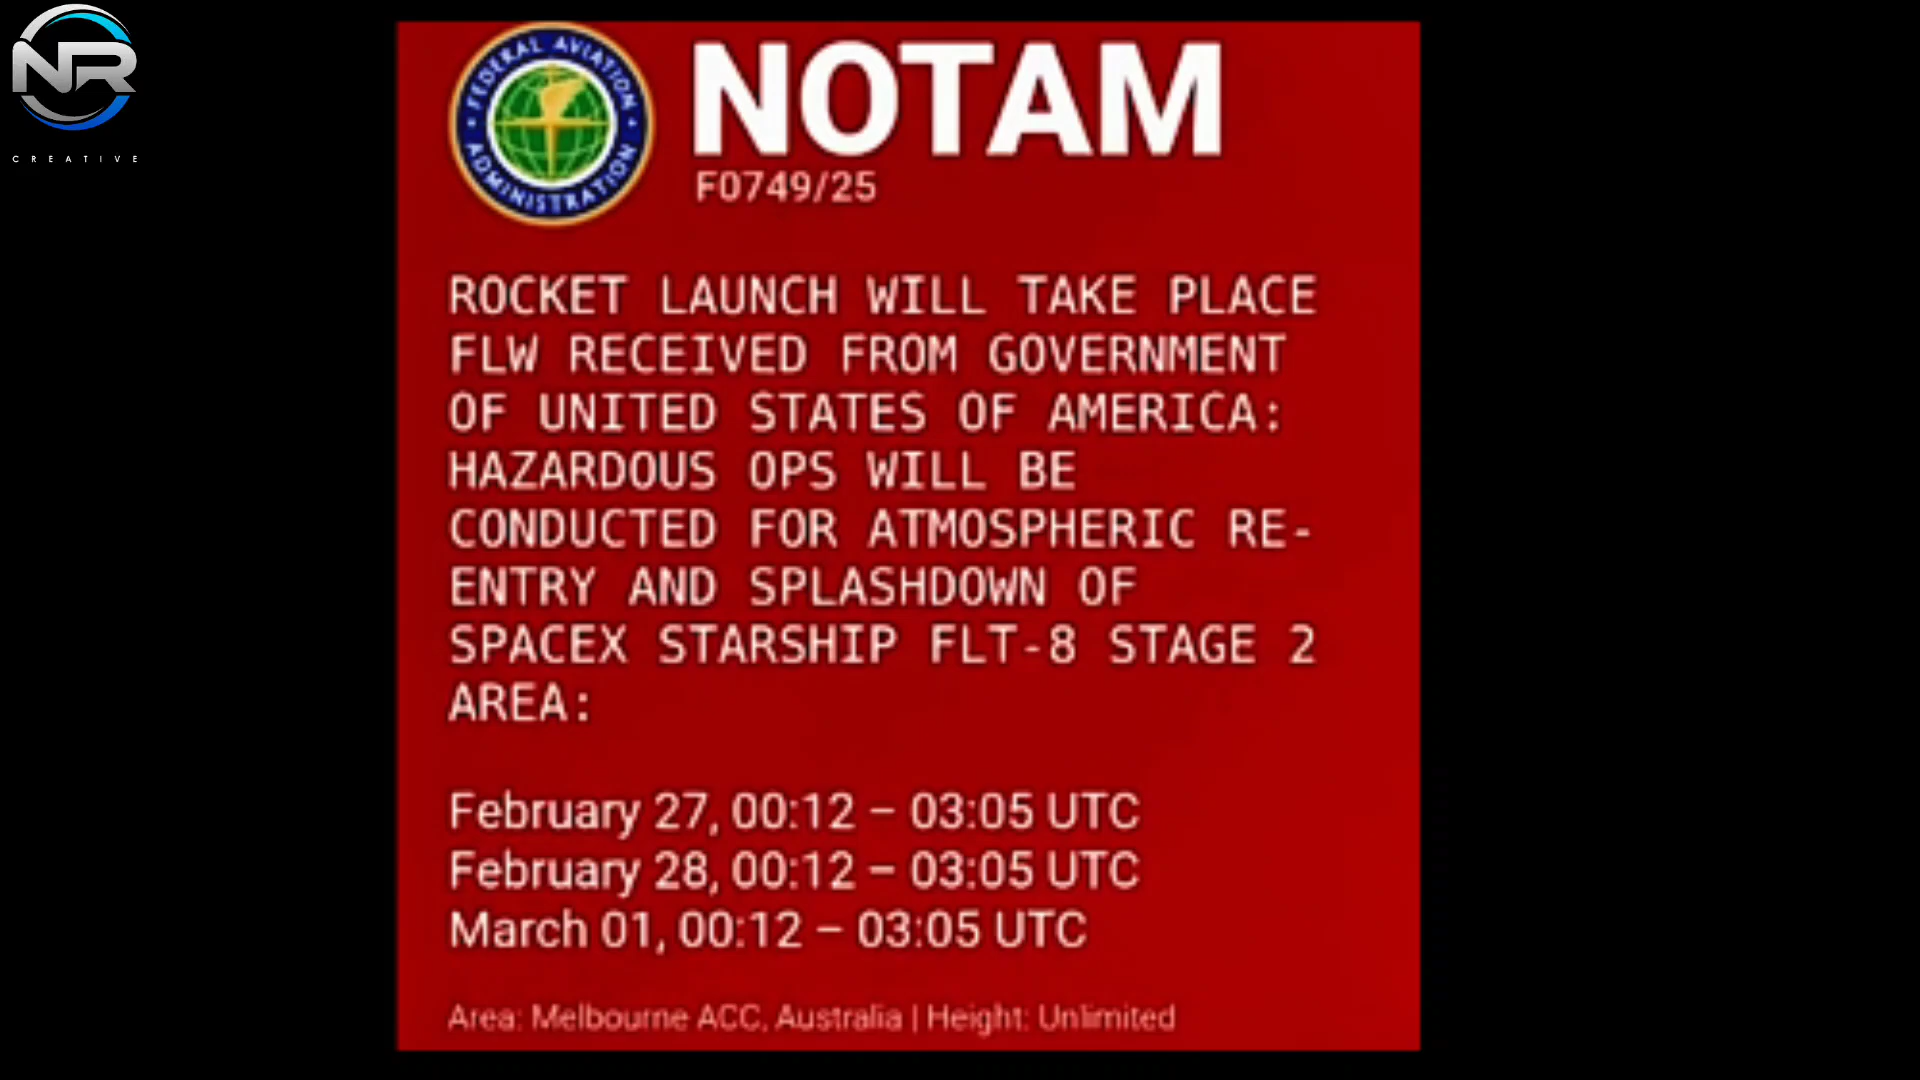 NR
CREATIVE
FEDERAL AVIATION
ADMINISTRATION
NOTAM
F0749/25
ROCKET LAUNCH WILL TAKE PLACE
FLW RECEIVED FROM GOVERNMENT
OF UNITED STATES OF AMERICA:
HAZARDOUS OPS WILL BE
CONDUCTED FOR ATMOSPHERIC RE-
ENTRY AND SPLASHDOWN OF
SPACEX STARSHIP FLT-8 STAGE 2
AREA:
February 27, 00:12 – 03:05 UTC
February 28, 00:12 – 03:05 UTC
March 01, 00:12 – 03:05 UTC
Area: Melbourne ACC, Australia | Height: Unlimited